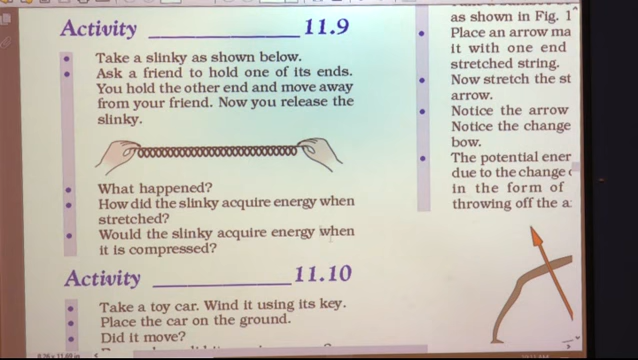 Activity 11.9
Take a slinky as shown below.
Ask a friend to hold one of its ends.
You hold the other end and move away
from your friend. Now you release the
slinky.
What happened?
How did the slinky acquire energy when
stretched?
Would the slinky acquire energy when
it is compressed?
Activity 11.10
Take a toy car. Wind it using its key.
Place the car on the ground.
Did it move?
as shown in Fig. 1
Place an arrow ma
it with one end
stretched string.
Now stretch the st
arrow.
Notice the arrow
Notice the change
bow.
The potential ener
due to the change
in the form of
throwing off the a